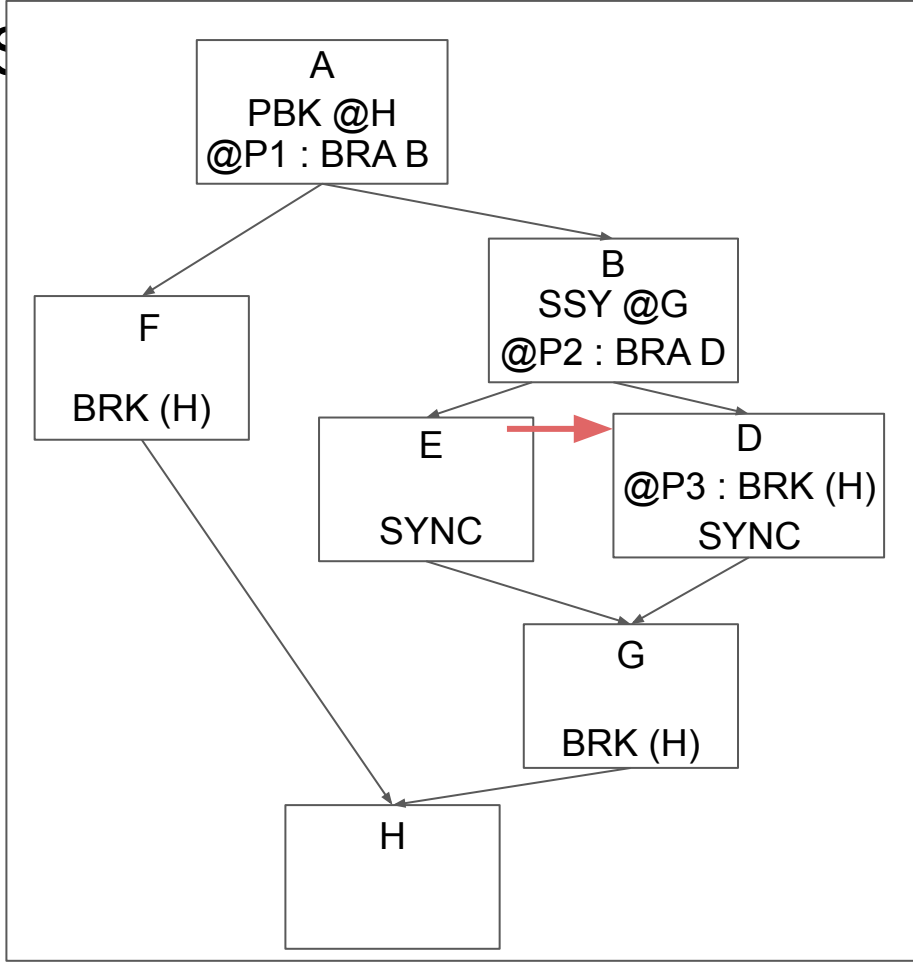 A
PBK @H
@P1 : BRA B
B
SSY @G
@P2 : BRA D
F
BRK (H)
E
SYNC
D
@P3 : BRK (H)
SYNC
G
BRK (H)
H